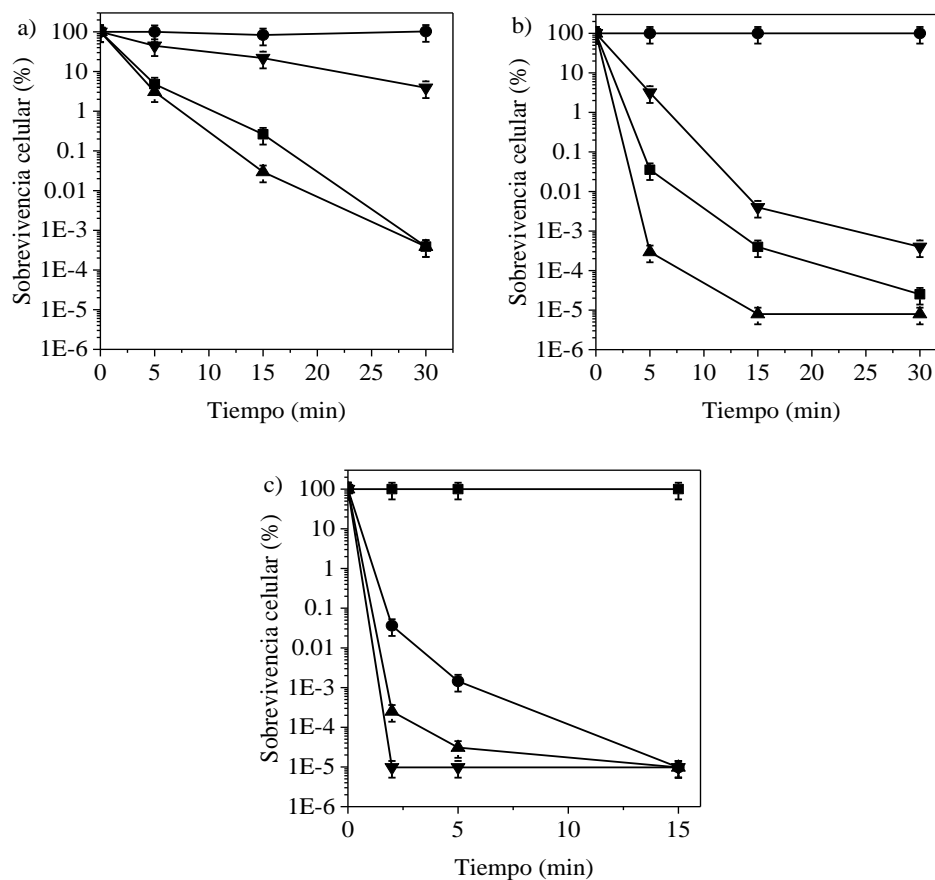 a)
Sobrevivencia celular (%)
100
10
1
0.1
0.01
1E-3
1E-4
1E-5
1E-6
0 5 10 15 20 25 30
Tiempo (min)
b)
Sobrevivencia celular (%)
100
10
1
0.1
0.01
1E-3
1E-4
1E-5
1E-6
0 5 10 15 20 25 30
Tiempo (min)
c)
Sobrevivencia celular (%)
100
10
1
0.1
0.01
1E-3
1E-4
1E-5
1E-6
0 5 10 15
Tiempo (min)